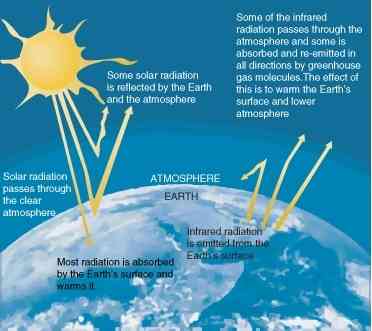 Some of the infrared
radiation passes through the
atmosphere and some is
absorbed and re-emitted in
all directions by greenhouse
gas molecules.The effect of
this is to warm the Earth's
surface and lower
atmosphere
Some solar radiation
is reflected by the Earth
and the atmosphere
Solar radiation
passes through
the clear
atmosphere
ATMOSPHERE
EARTH
Infrared radiation
is emitted from the
Earth's surface
Most radiation is absorbed
by the Earth's surface and
warms it